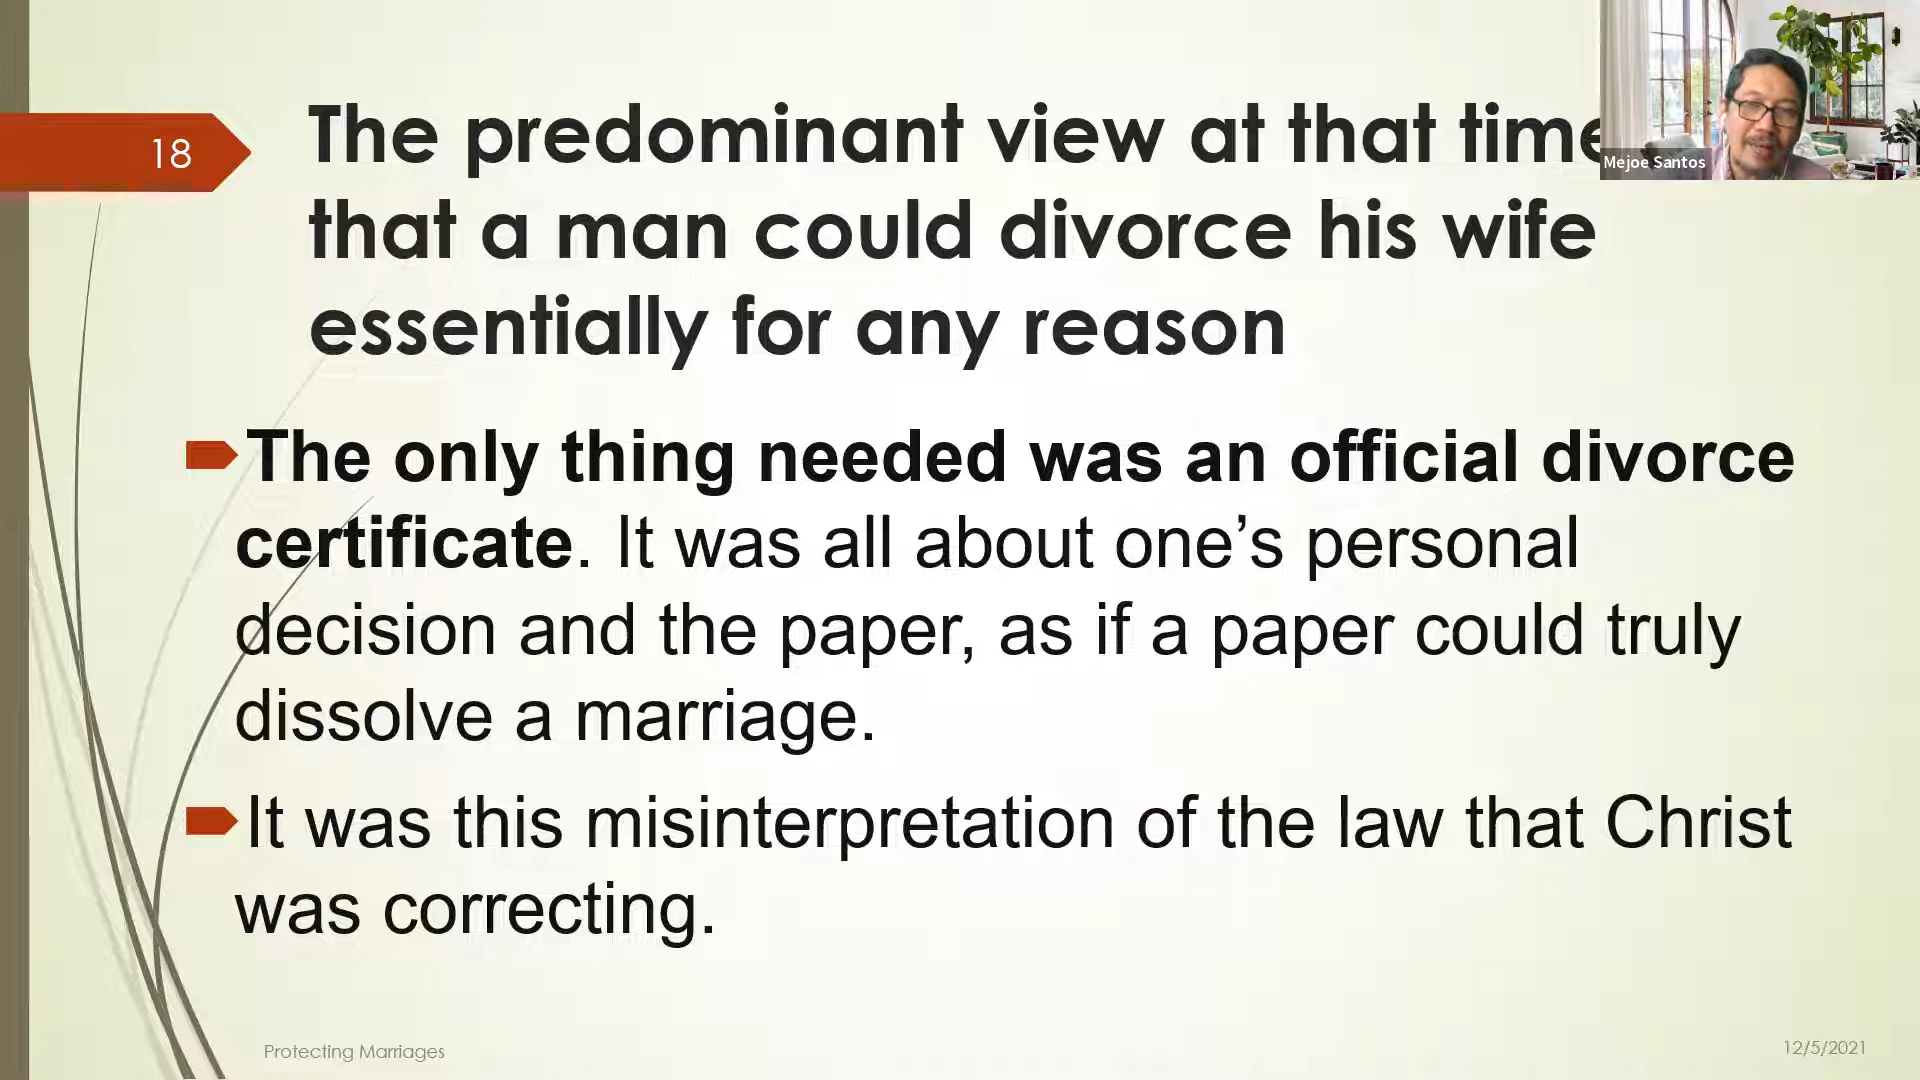 18
The predominant view at that time
that a man could divorce his wife
essentially for any reason
Mejoe Santos
The only thing needed was an official divorce
certificate. It was all about one’s personal
decision and the paper, as if a paper could truly
dissolve a marriage.
It was this misinterpretation of the law that Christ
was correcting.
Protecting Marriages
12/5/2021